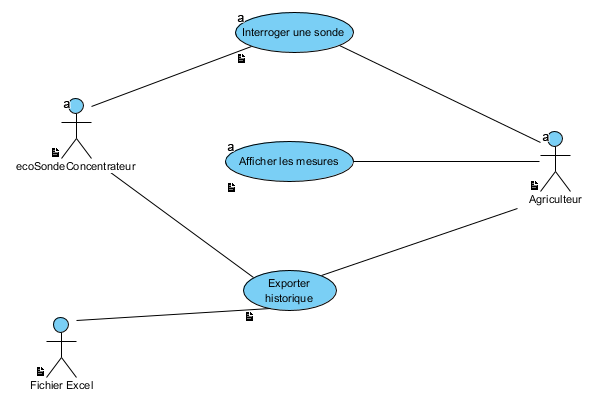 a
Interroger une sonde
a
ecoSondeConcentrateur
a
Afficher les mesures
a
Agriculteur
Exporter
historique
Fichier Excel